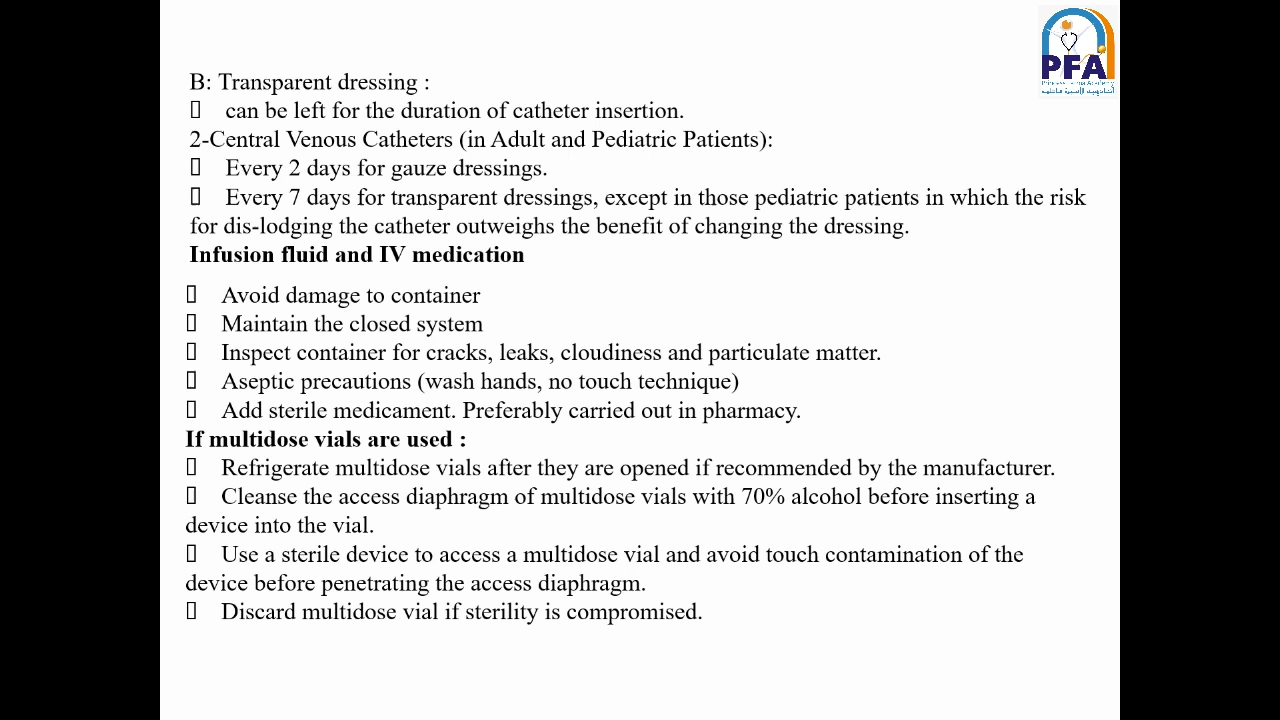 PFA
B: Transparent dressing :
can be left for the duration of catheter insertion.
2-Central Venous Catheters (in Adult and Pediatric Patients):
Every 2 days for gauze dressings.
Every 7 days for transparent dressings, except in those pediatric patients in which the risk
for dis-lodging the catheter outweighs the benefit of changing the dressing.
Infusion fluid and IV medication
Avoid damage to container
Maintain the closed system
Inspect container for cracks, leaks, cloudiness and particulate matter.
Aseptic precautions (wash hands, no touch technique)
Add sterile medicament. Preferably carried out in pharmacy.
If multidose vials are used :
Refrigerate multidose vials after they are opened if recommended by the manufacturer.
Cleanse the access diaphragm of multidose vials with 70% alcohol before inserting a
device into the vial.
Use a sterile device to access a multidose vial and avoid touch contamination of the
device before penetrating the access diaphragm.
Discard multidose vial if sterility is compromised.